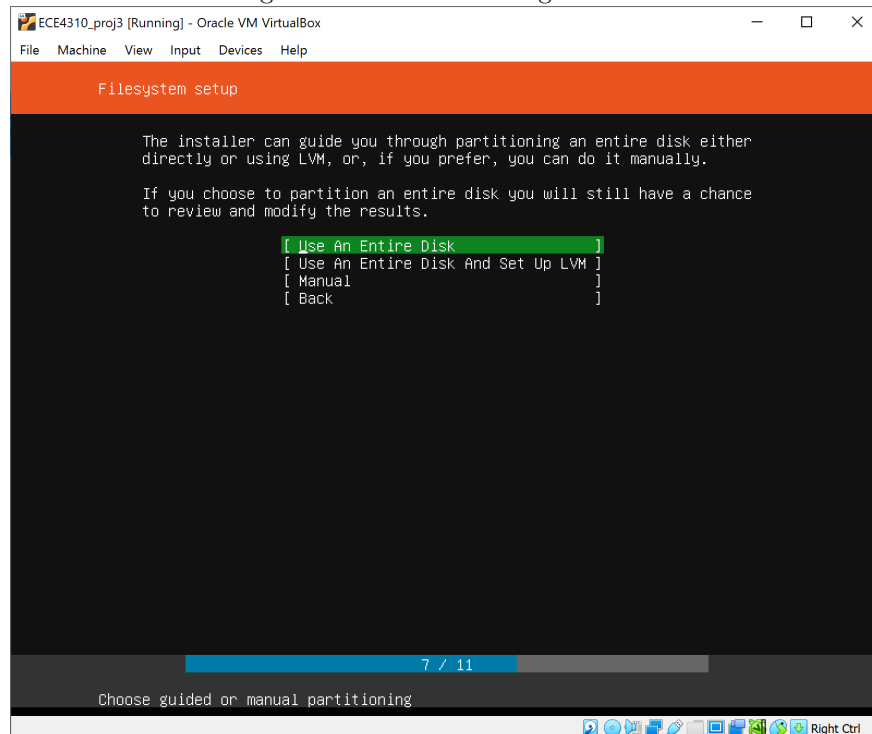 ECE4310_proj3 [Running] - Oracle VM VirtualBox
File Machine View Input Devices Help
Filesystem setup
The installer can guide you through partitioning an entire disk either
directly or using LVM, or, if you prefer, you can do it manually.
If you choose to partition an entire disk you will still have a chance
to review and modify the results.
[ Use An Entire Disk ]
[ Use An Entire Disk And Set Up LVM ]
[ Manual ]
[ Back ]
7 / 11
Choose guided or manual partitioning
Right Ctrl